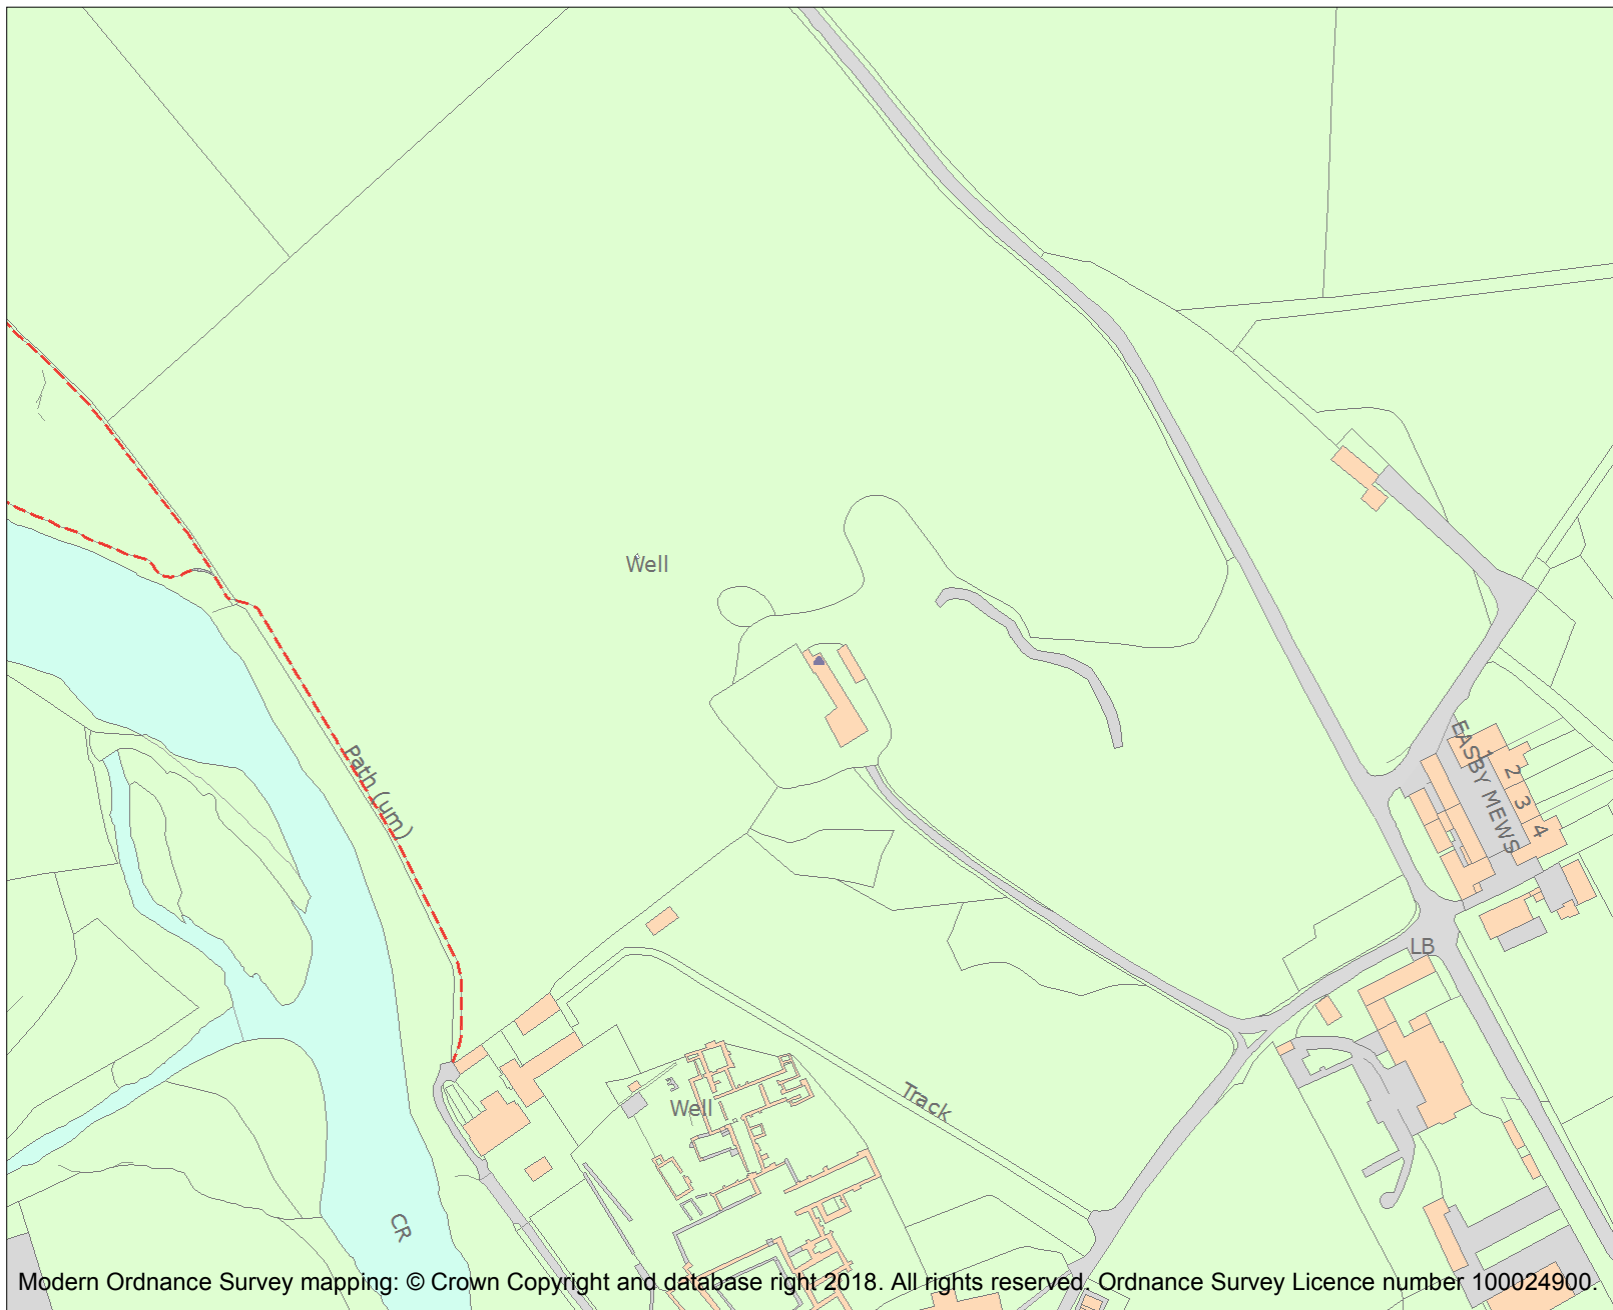 Well
Path (um)
EASBY MEWS
1
2
3
4
LB
Track
Well
CR
Modern Ordnance Survey mapping: © Crown Copyright and database right 2018. All rights reserved. Ordnance Survey Licence number 100024900.